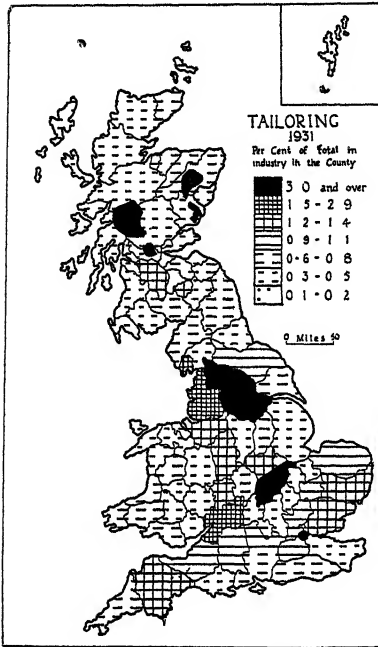 TAILORING
1931
Per Cent of Total in
industry in the County
3 0 and over
1 5 - 2 9
1 2 - 1 4
0 9 - 1 1
0 - 6 - 0 8
0 3 - 0 5
0 1 - 0 2
0 Miles 50